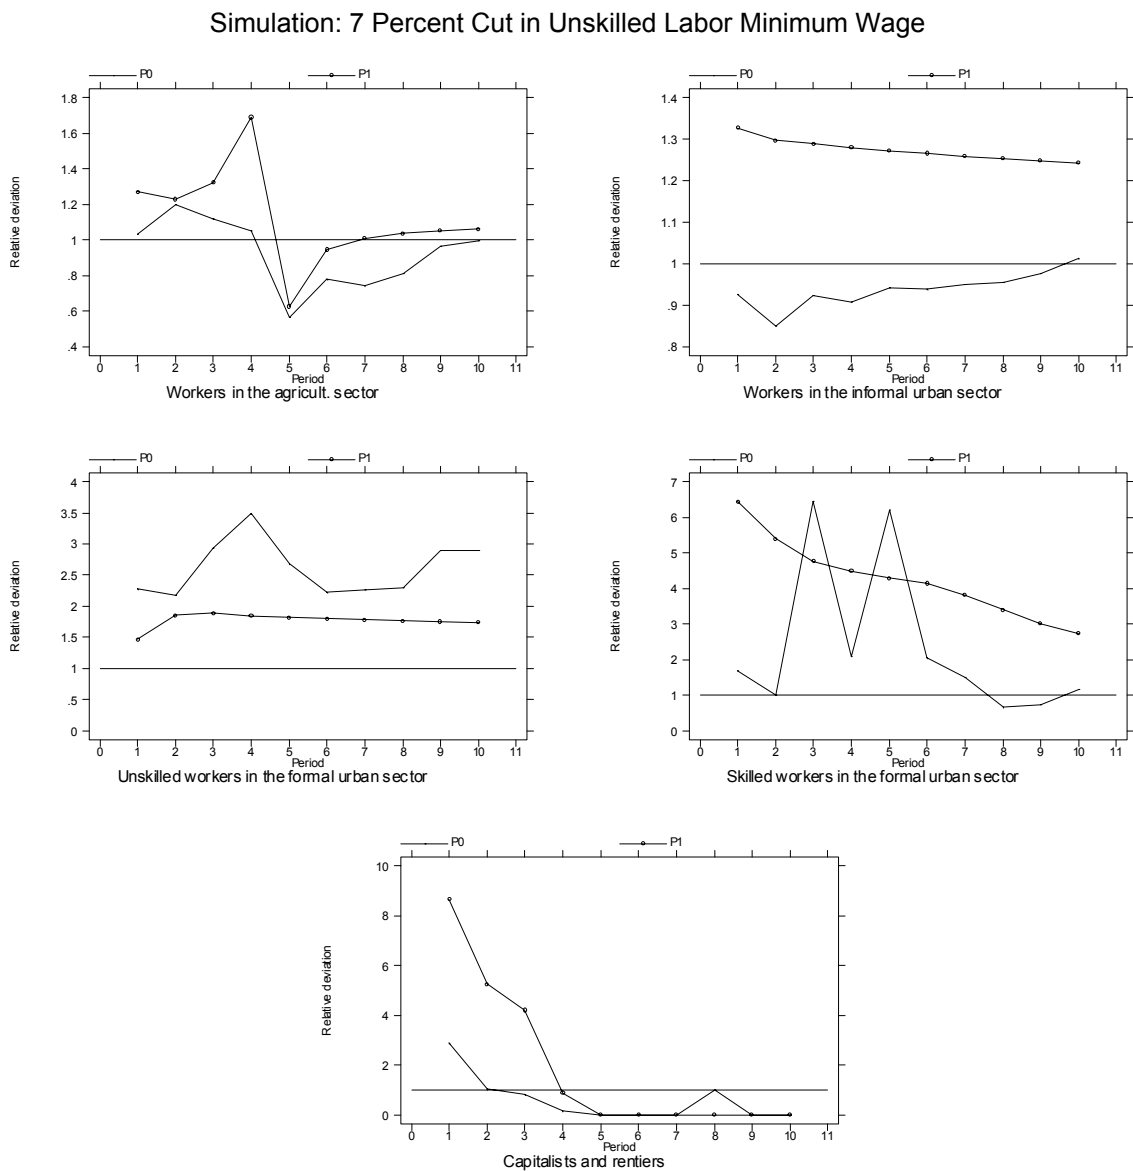 Simulation: 7 Percent Cut in Unskilled Labor Minimum Wage
P0 P1
Relative deviation
1.8
1.6
1.4
1.2
1
.8
.6
.4
0 1 2 3 4 5 6 7 8 9 10 11
Period
Workers in the agricult. sector
P0 P1
Relative deviation
1.4
1.3
1.2
1.1
1
.9
.8
0 1 2 3 4 5 6 7 8 9 10 11
Period
Workers in the informal urban sector
P0 P1
Relative deviation
4
3.5
3
2.5
2
1.5
1
.5
0
0 1 2 3 4 5 6 7 8 9 10 11
Period
Unskilled workers in the formal urban sector
P0 P1
Relative deviation
7
6
5
4
3
2
1
0
0 1 2 3 4 5 6 7 8 9 10 11
Period
Skilled workers in the formal urban sector
P0 P1
Relative deviation
10
8
6
4
2
0
0 1 2 3 4 5 6 7 8 9 10 11
Period
Capitalists and rentiers